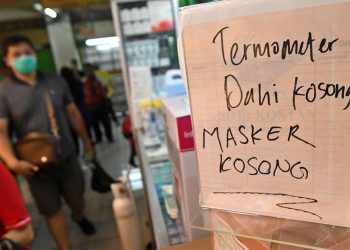 Termometer
Dahi Kosong
MASKER
KOSONG